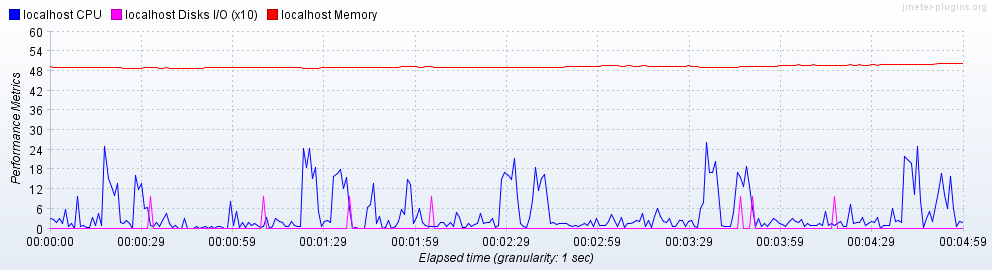 jmeter-plugins.org
localhost CPU localhost Disks I/O (x10) localhost Memory
60
54
48
42
36
30
24
18
12
6
0
Performance Metrics
00:00:00 00:00:29 00:00:59 00:01:29 00:01:59 00:02:29 00:02:59 00:03:29 00:03:59 00:04:29 00:04:59
Elapsed time (granularity: 1 sec)